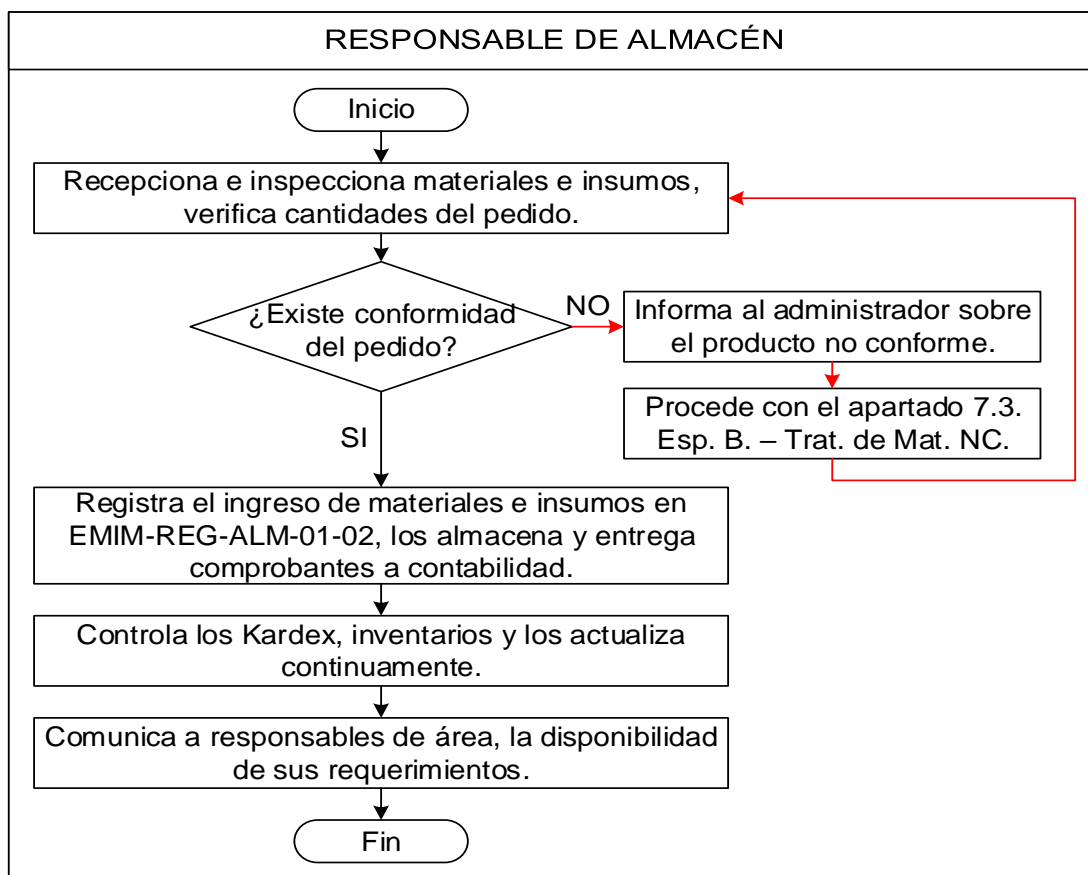 RESPONSABLE DE ALMACÉN
Inicio
Recepciona e inspecciona materiales e insumos,
verifica cantidades del pedido.
¿Existe conformidad
del pedido?
NO
Informa al administrador sobre
el producto no conforme.
Procede con el apartado 7.3.
Esp. B. – Trat. de Mat. NC.
SI
Registra el ingreso de materiales e insumos en
EMIM-REG-ALM-01-02, los almacena y entrega
comprobantes a contabilidad.
Controla los Kardex, inventarios y los actualiza
continuamente.
Comunica a responsables de área, la disponibilidad
de sus requerimientos.
Fin